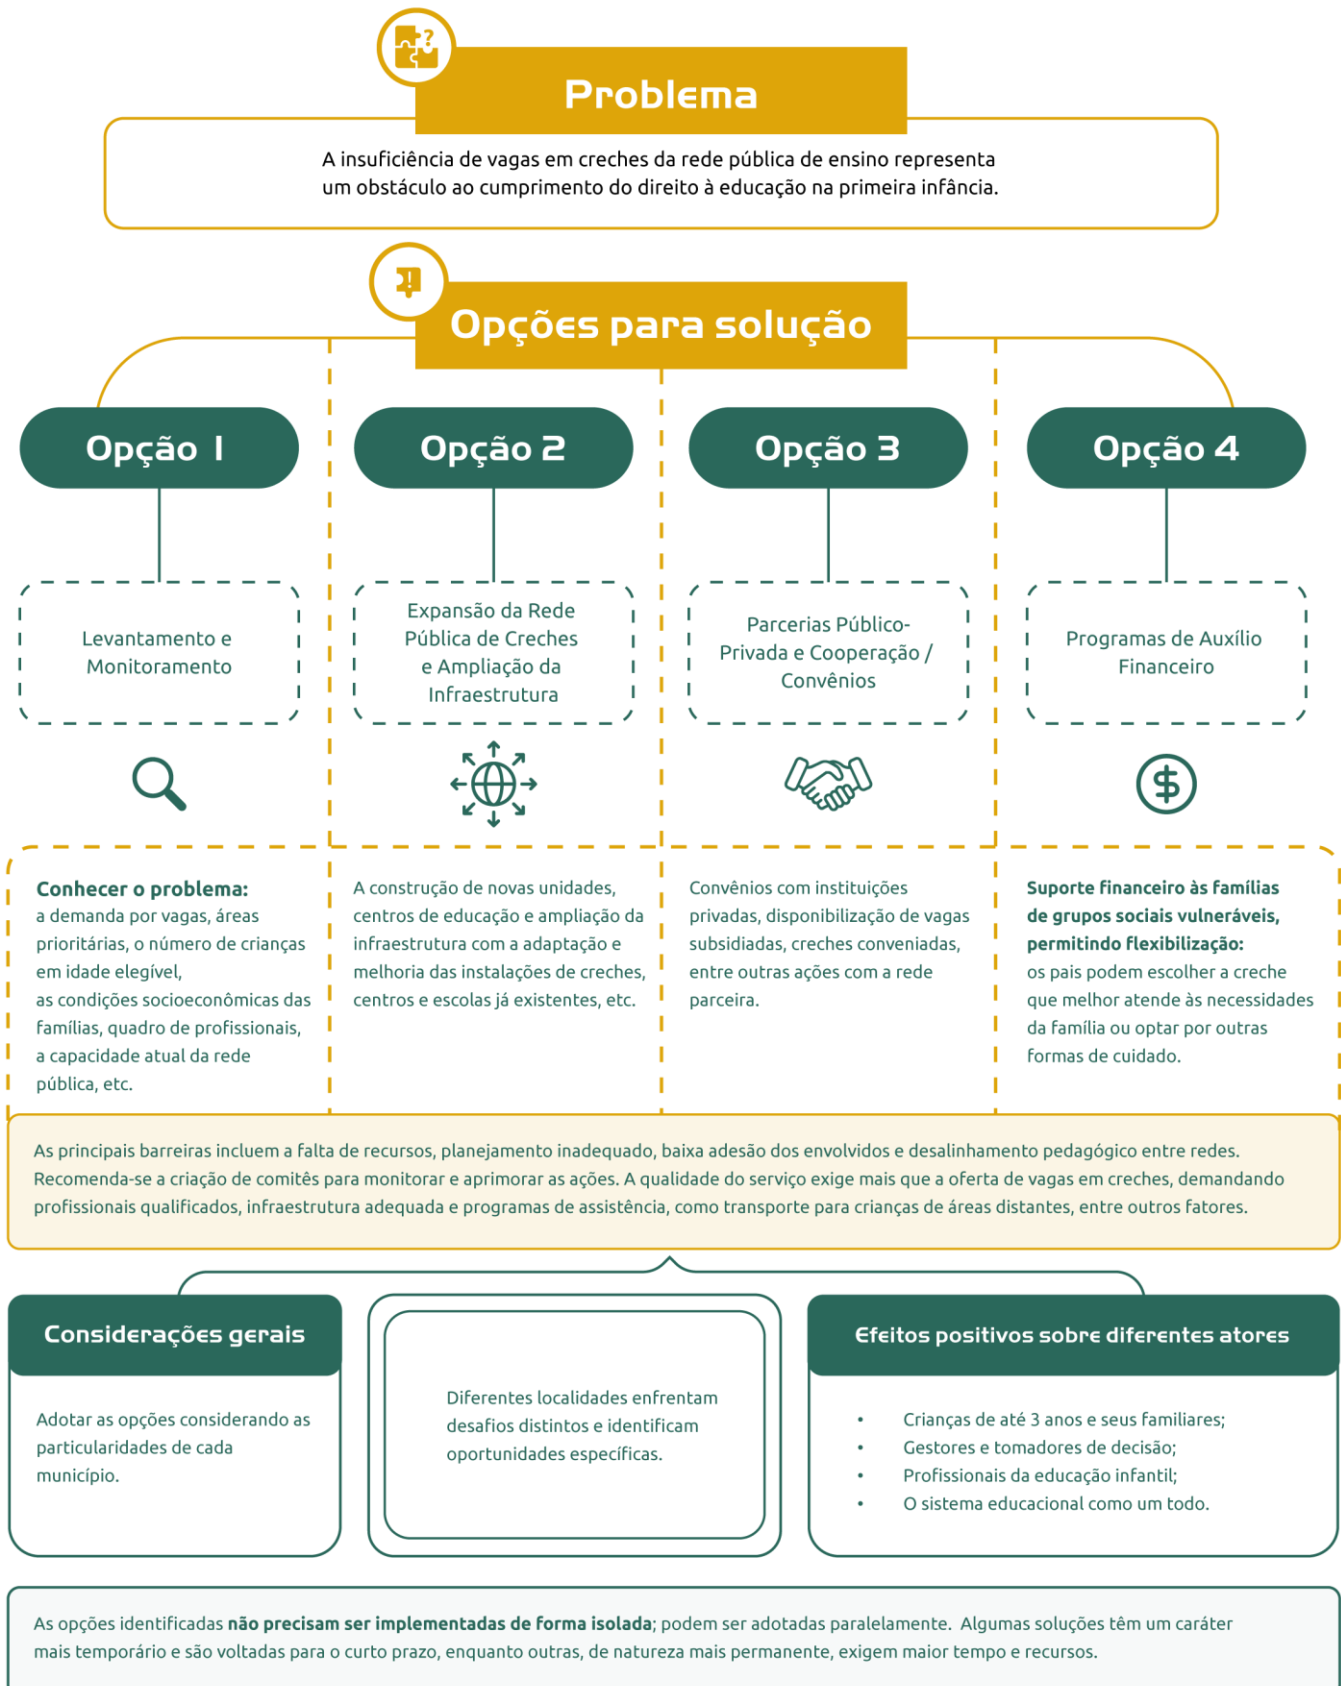 Problema
A insuficiência de vagas em creches da rede pública de ensino representa
um obstáculo ao cumprimento do direito à educação na primeira infância.
Opções para solução
Opção 1
Levantamento e
Monitoramento
Conhecer o problema:
a demanda por vagas, áreas
prioritárias, o número de crianças
em idade elegível,
as condições socioeconômicas das
famílias, quadro de profissionais,
a capacidade atual da rede
pública, etc.
Opção 2
Expansão da Rede
Pública de Creches
e Ampliação da
Infraestrutura
A construção de novas unidades,
centros de educação e ampliação da
infraestrutura com a adaptação e
melhoria das instalações de creches,
centros e escolas já existentes, etc.
Opção 3
Parcerias Público-
Privada e Cooperação /
Convênios
Convênios com instituições
privadas, disponibilização de vagas
subsidiadas, creches conveniadas,
entre outras ações com a rede
parceira.
Opção 4
Programas de Auxílio
Financeiro
Suporte financeiro às famílias
de grupos sociais vulneráveis,
permitindo flexibilização:
os pais podem escolher a creche
que melhor atende às necessidades
da família ou optar por outras
formas de cuidado.
As principais barreiras incluem a falta de recursos, planejamento inadequado, baixa adesão dos envolvidos e desalinhamento pedagógico entre redes.
Recomenda-se a criação de comitês para monitorar e aprimorar as ações. A qualidade do serviço exige mais que a oferta de vagas em creches, demandando
profissionais qualificados, infraestrutura adequada e programas de assistência, como transporte para crianças de áreas distantes, entre outros fatores.
Considerações gerais
Adotar as opções considerando as
particularidades de cada
município.
Diferentes localidades enfrentam
desafios distintos e identificam
oportunidades específicas.
Efeitos positivos sobre diferentes atores
• Crianças de até 3 anos e seus familiares;
• Gestores e tomadores de decisão;
• Profissionais da educação infantil;
• O sistema educacional como um todo.
As opções identificadas não precisam ser implementadas de forma isolada; podem ser adotadas paralelamente. Algumas soluções têm um caráter
mais temporário e são voltadas para o curto prazo, enquanto outras, de natureza mais permanente, exigem maior tempo e recursos.